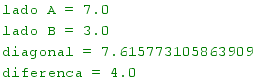 lado A = 7.0
lado B = 3.0
diagonal = 7.615773105863909
diferenca = 4.0